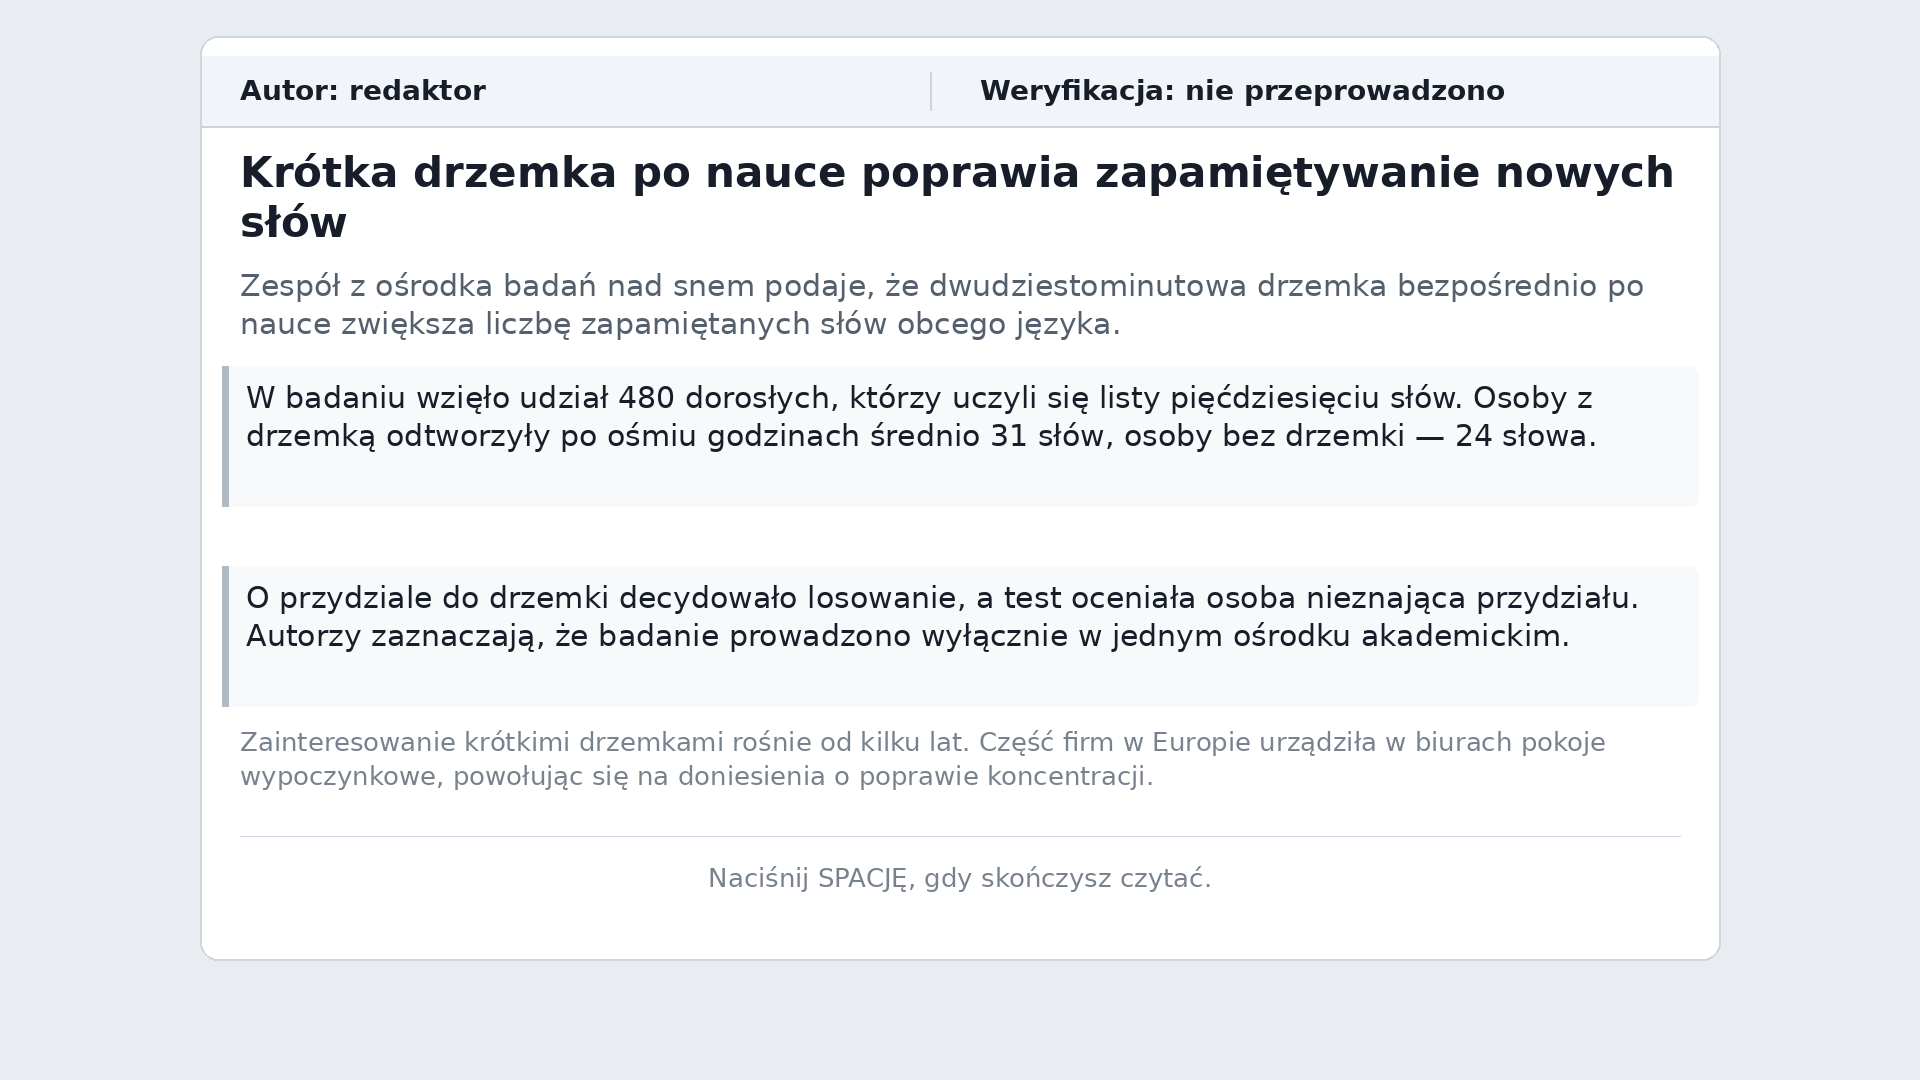 Autor: redaktor
Weryfikacja: nie przeprowadzono
Krótka drzemka po nauce poprawia zapamiętywanie nowych
słów
Zespół z ośrodka badań nad snem podaje, że dwudziestominutowa drzemka bezpośrednio po
nauce zwiększa liczbę zapamiętanych słów obcego języka.
W badaniu wzięło udział 480 dorosłych, którzy uczyli się listy pięćdziesięciu słów. Osoby z
drzemką odtworzyły po ośmiu godzinach średnio 31 słów, osoby bez drzemki — 24 słowa.
O przydziale do drzemki decydowało losowanie, a test oceniała osoba nieznająca przydziału.
Autorzy zaznaczają, że badanie prowadzono wyłącznie w jednym ośrodku akademickim.
Zainteresowanie krótkimi drzemkami rośnie od kilku lat. Część firm w Europie urządziła w biurach pokoje
wypoczynkowe, powołując się na doniesienia o poprawie koncentracji.
Naciśnij SPACJĘ, gdy skończysz czytać.